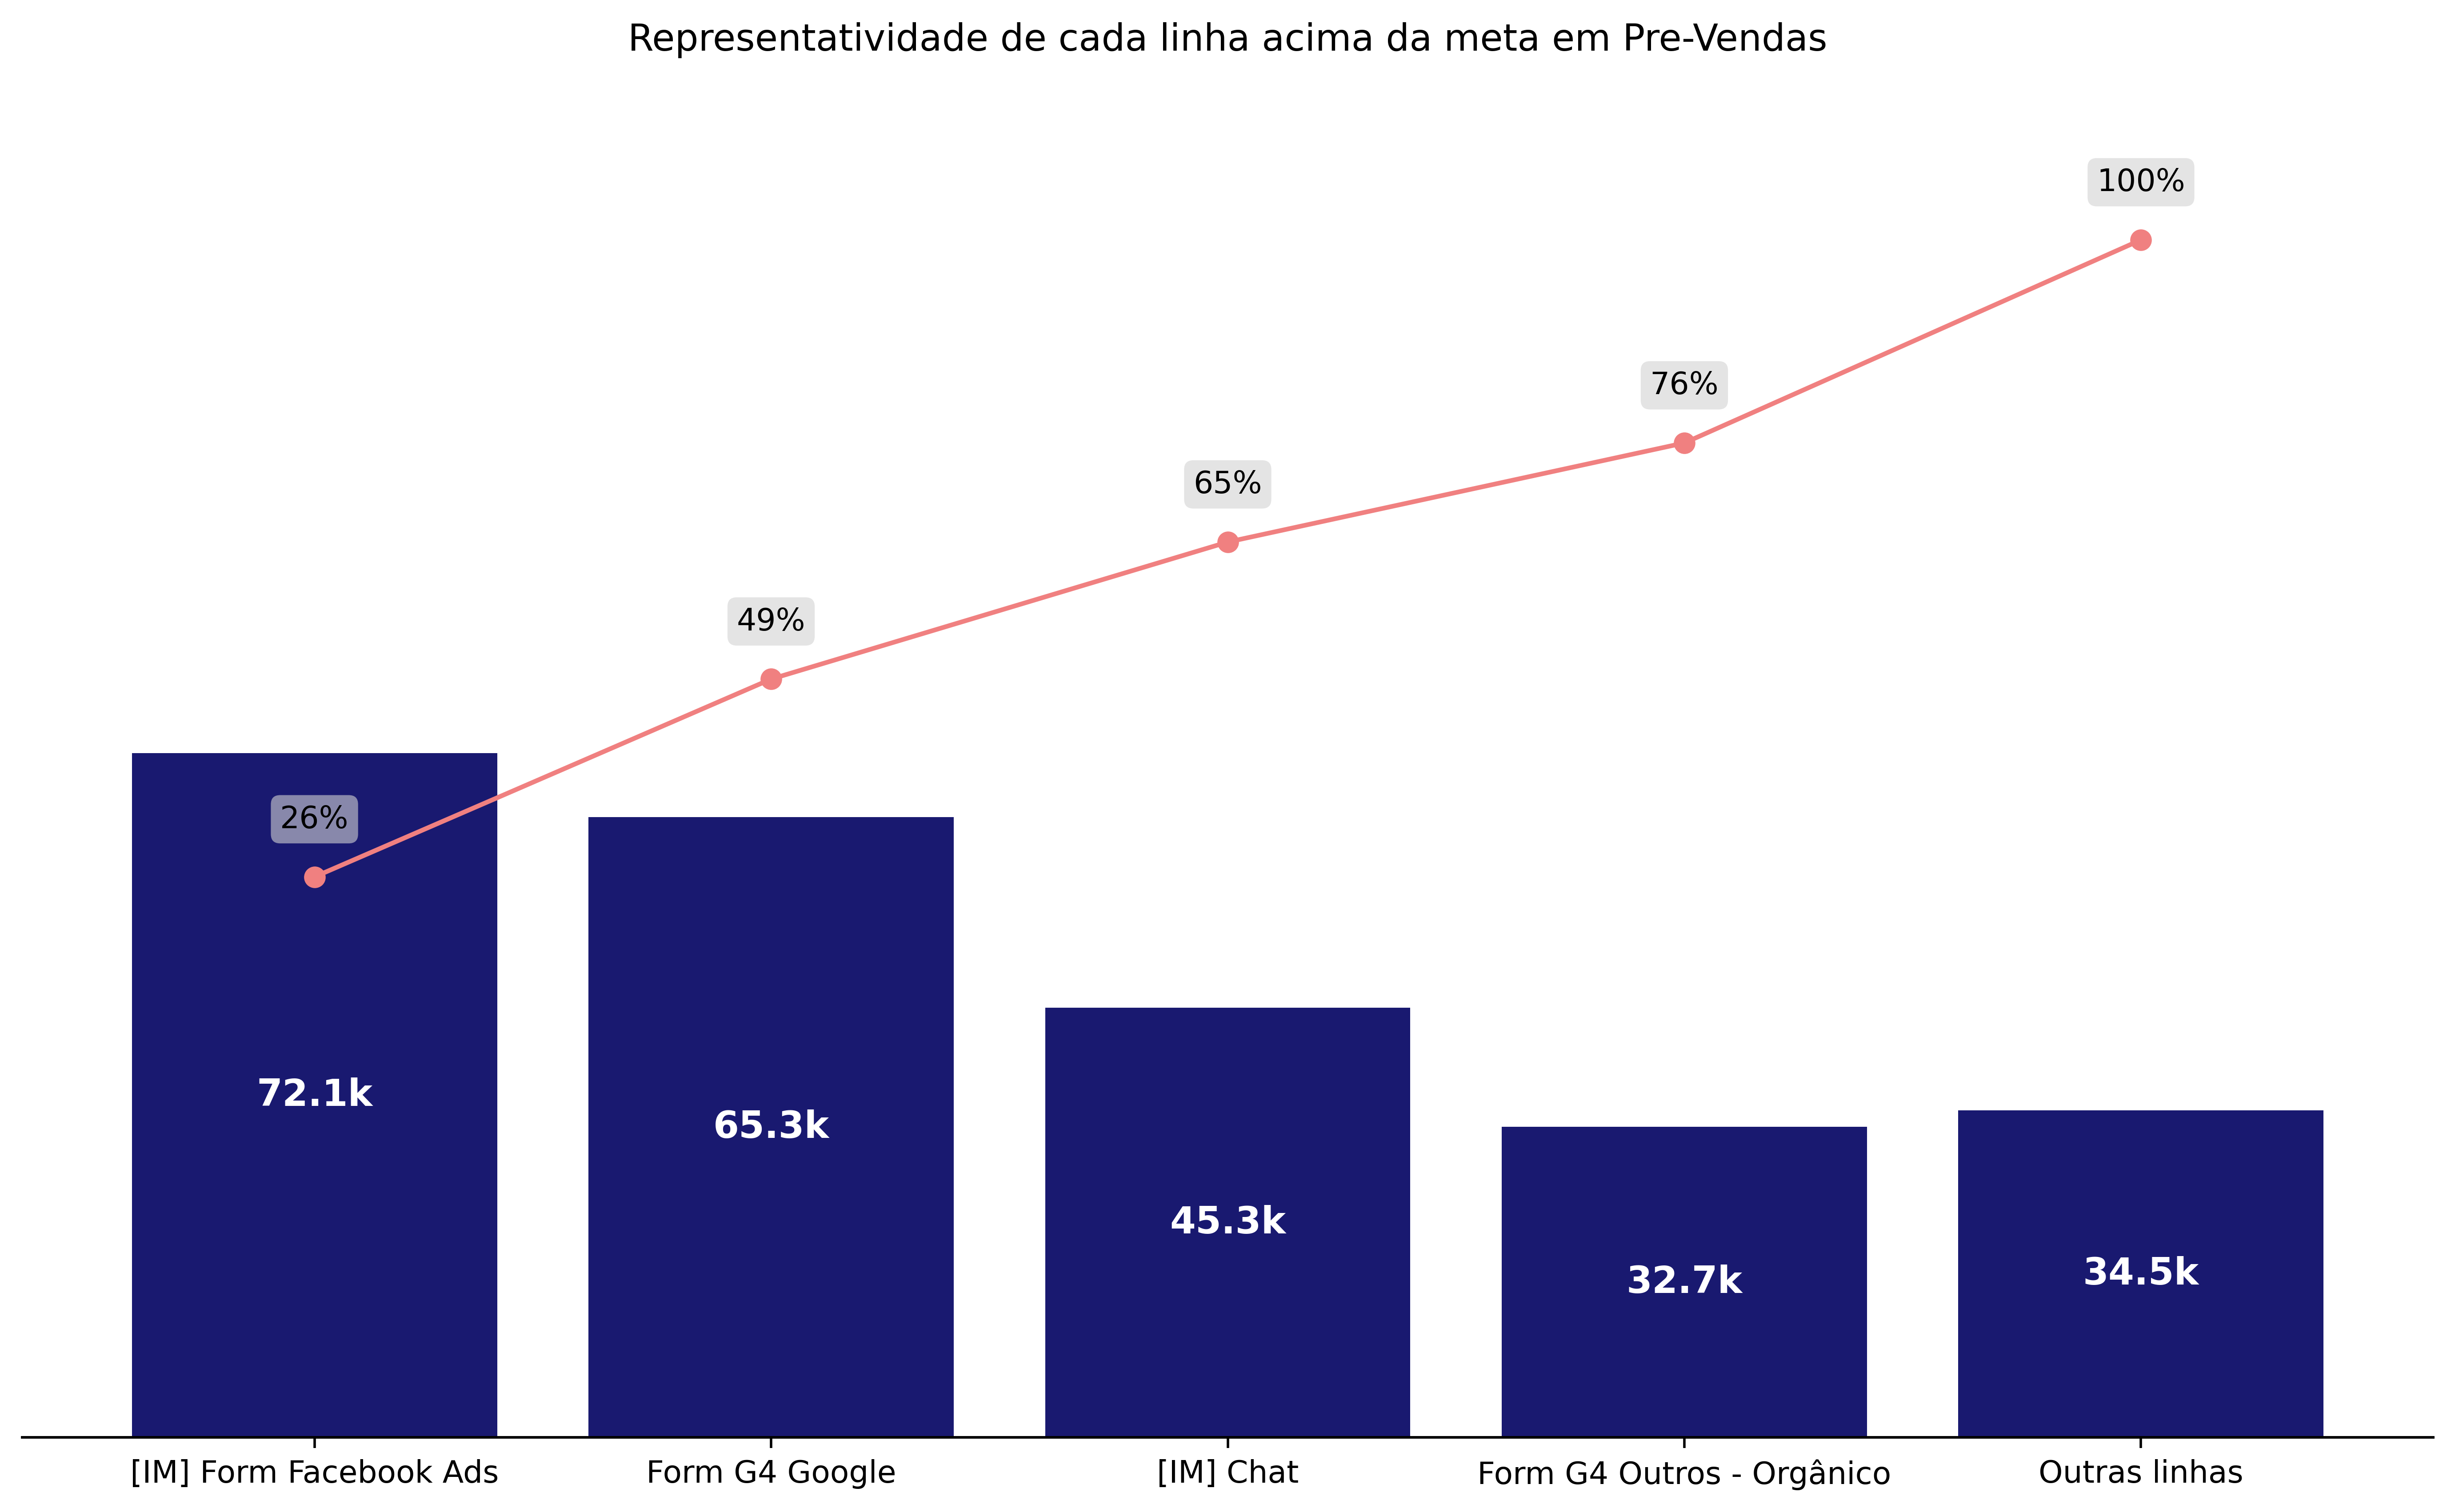 Representatividade de cada linha acima da meta em Pre-Vendas
100%
76%
65%
49%
26%
72.1k
65.3k
45.3k
32.7k
34.5k
[IM] Form Facebook Ads
Form G4 Google
[IM] Chat
Form G4 Outros - Orgânico
Outras linhas